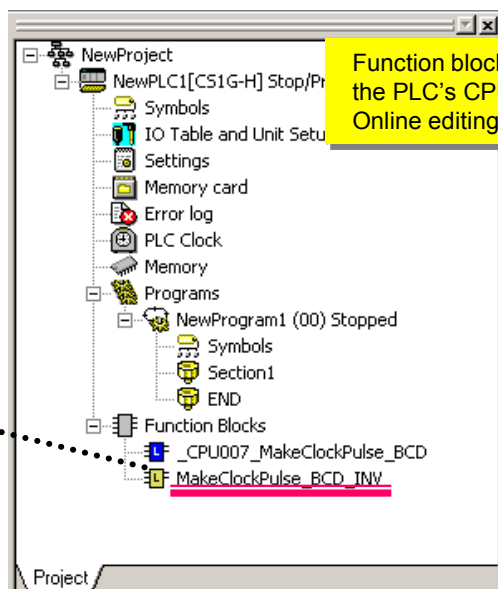 NewProject
NewPLC1[CS1G-H] Stop/Pr
Function bloc
the PLC's CP
Online editing
Symbols
IO Table and Unit Setu
Settings
Memory card
Error log
PLC Clock
Memory
Programs
NewProgram1 (00) Stopped
Symbols
Section1
END
Function Blocks
L _CPU007_MakeClockPulse_BCD
L MakeClockPulse_BCD_INV
Project